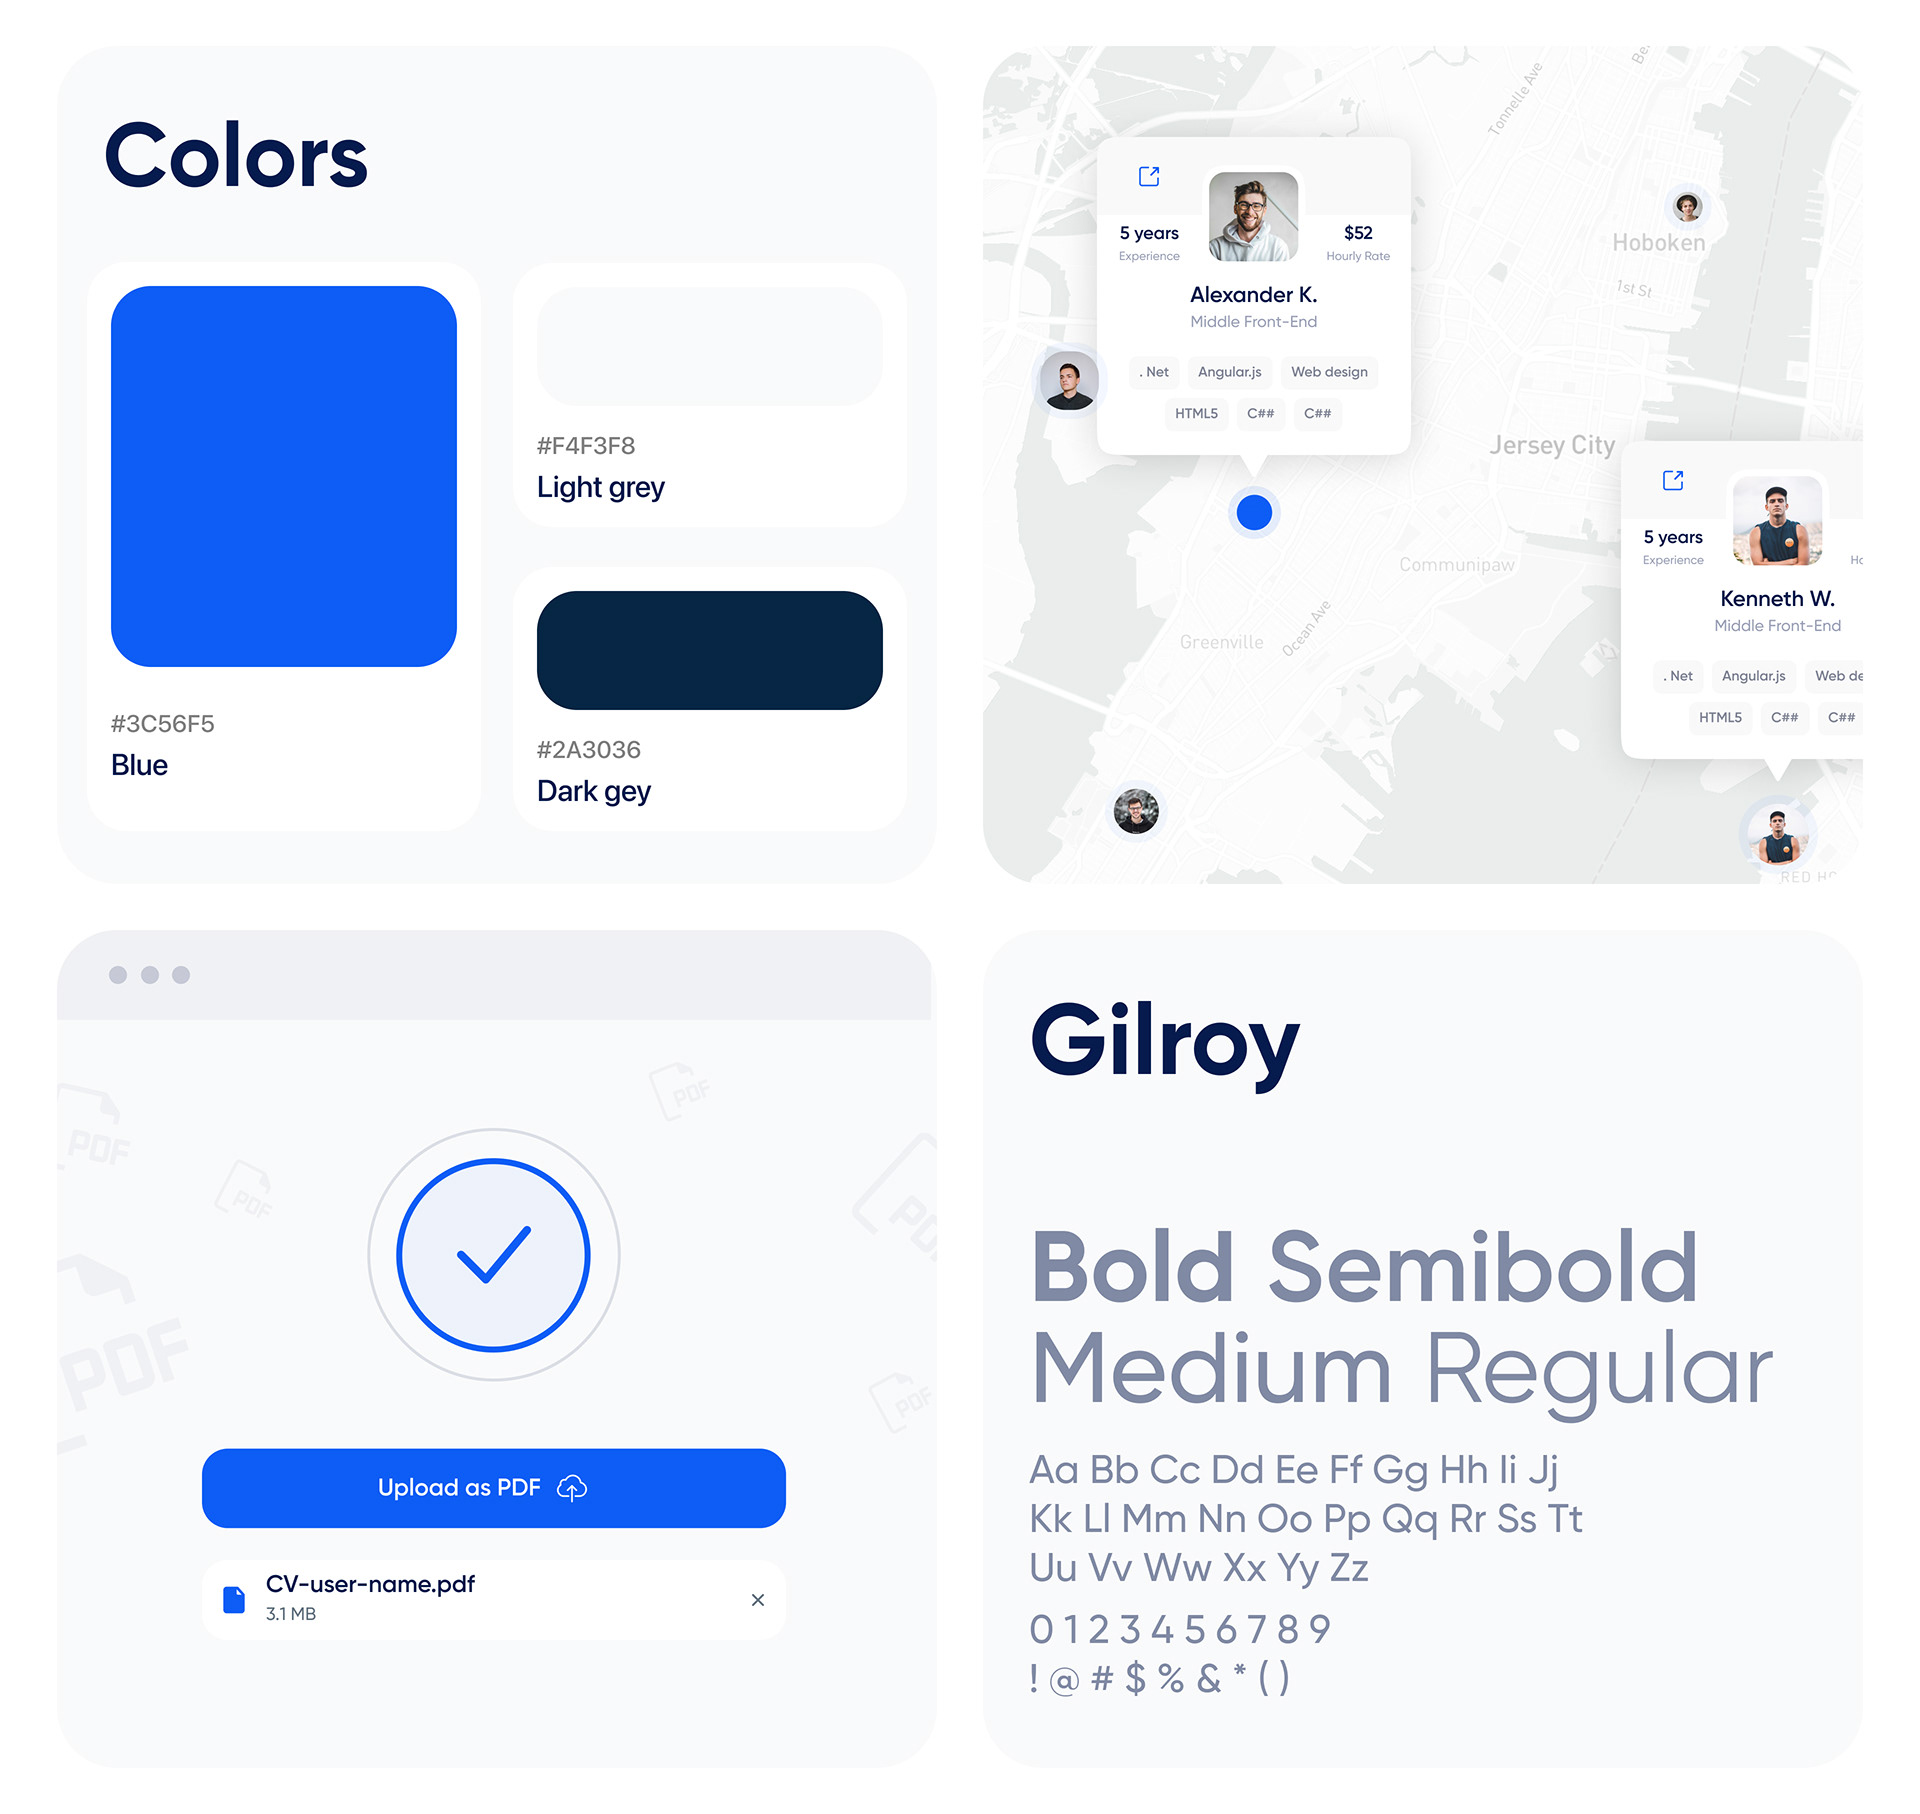 Colors
#3C56F5
Blue
#F4F3F8
Light grey
#2A3036
Dark gey
Tonnelle Ave
Hoboken
1st St
Jersey City
Communipaw
Greenville
Ocean Ave
5 years
Experience
$52
Hourly Rate
Alexander K.
Middle Front-End
. Net Angular.js Web design
HTML5 C## C##
5 years
Experience
Kenneth W.
Middle Front-End
. Net Angular.js Web de
HTML5 C## C##
RED
PDF
PDF
PDF
PDF
PDF
Upload as PDF
CV-user-name.pdf
3.1 MB
Gilroy
Bold Semibold
Medium Regular
Aa Bb Cc Dd Ee Ff Gg Hh Ii Jj
Kk Ll Mm Nn Oo Pp Qq Rr Ss Tt
Uu Vv Ww Xx Yy Zz
0 1 2 3 4 5 6 7 8 9
! @ # $ % & * ( )